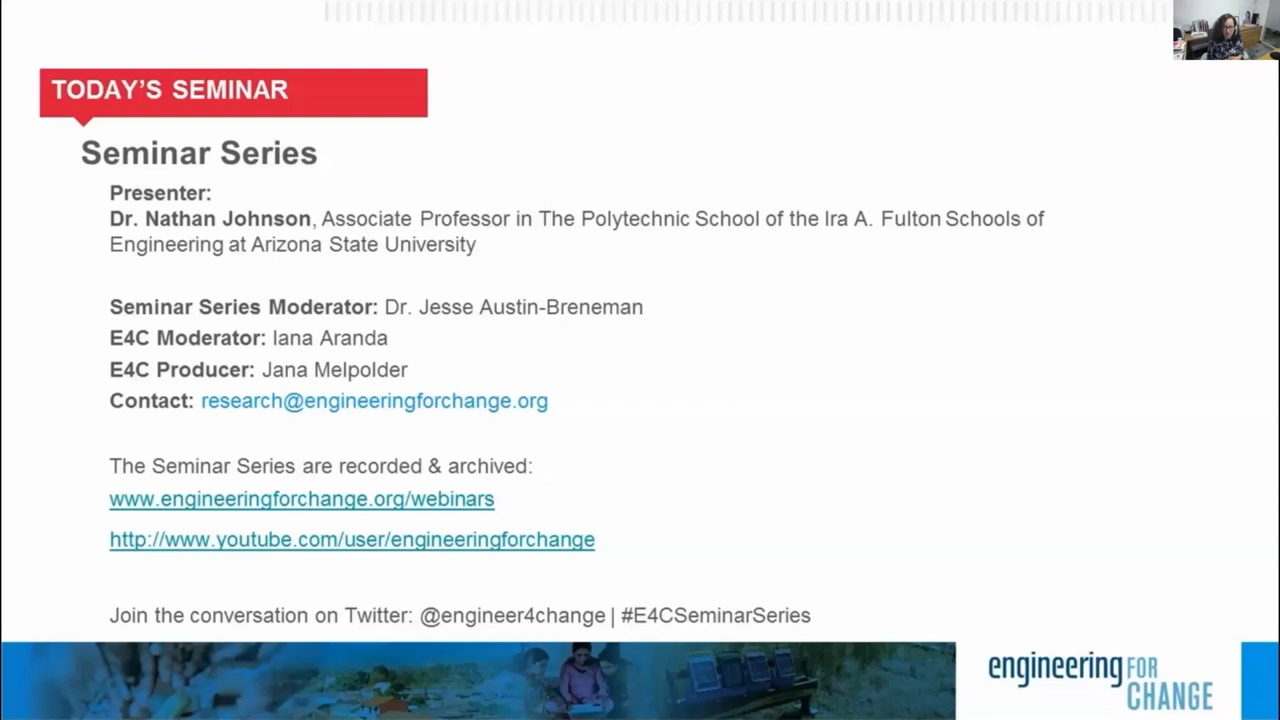 TODAY'S SEMINAR
Seminar Series
Presenter:
Dr. Nathan Johnson, Associate Professor in The Polytechnic School of the Ira A. Fulton Schools of
Engineering at Arizona State University
Seminar Series Moderator: Dr. Jesse Austin-Breneman
E4C Moderator: Iana Aranda
E4C Producer: Jana Melpolder
Contact: research@engineeringforchange.org
The Seminar Series are recorded & archived:
www.engineeringforchange.org/webinars
http://www.youtube.com/user/engineeringforchange
Join the conversation on Twitter: @engineer4change | #E4CSeminarSeries
engineering FOR
CHANGE